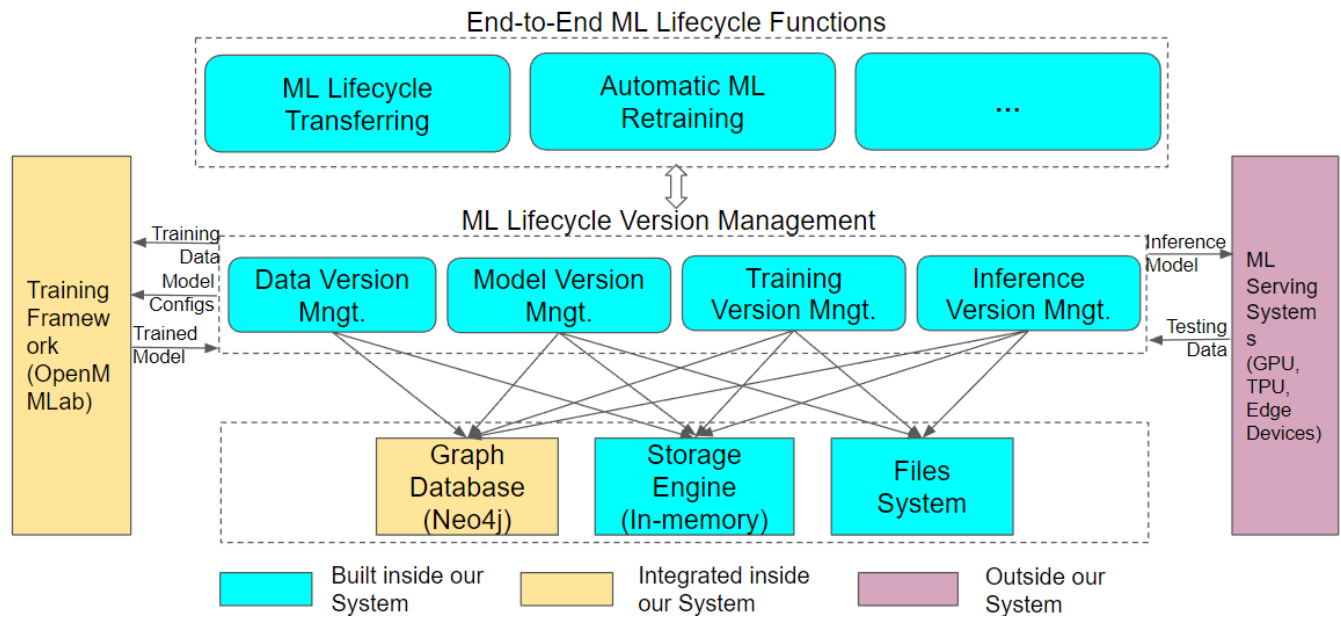 End-to-End ML Lifecycle Functions
ML Lifecycle
Transferring
Automatic ML
Retraining
...
ML Lifecycle Version Management
Training
Data
Model
Configs
Trained
Model
Training
Framew
ork
(OpenM
MLab)
Data Version
Mngt.
Model Version
Mngt.
Training
Version Mngt.
Inference
Version Mngt.
Inference
Model
Testing
Data
ML
Serving
System
s
(GPU,
TPU,
Edge
Devices)
Graph
Database
(Neo4j)
Storage
Engine
(In-memory)
Files
System
Built inside our
System
Integrated inside
our System
Outside our
System